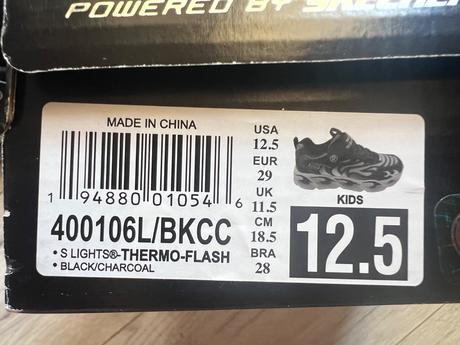 POWERED BY SKECHERS
MADE IN CHINA
1 94880 01054 6
400106L/BKCC
• S LIGHTS®-THERMO-FLASH
• BLACK/CHARCOAL
USA
12.5
EUR
29
UK
11.5
CM
18.5
BRA
28
KIDS
12.5